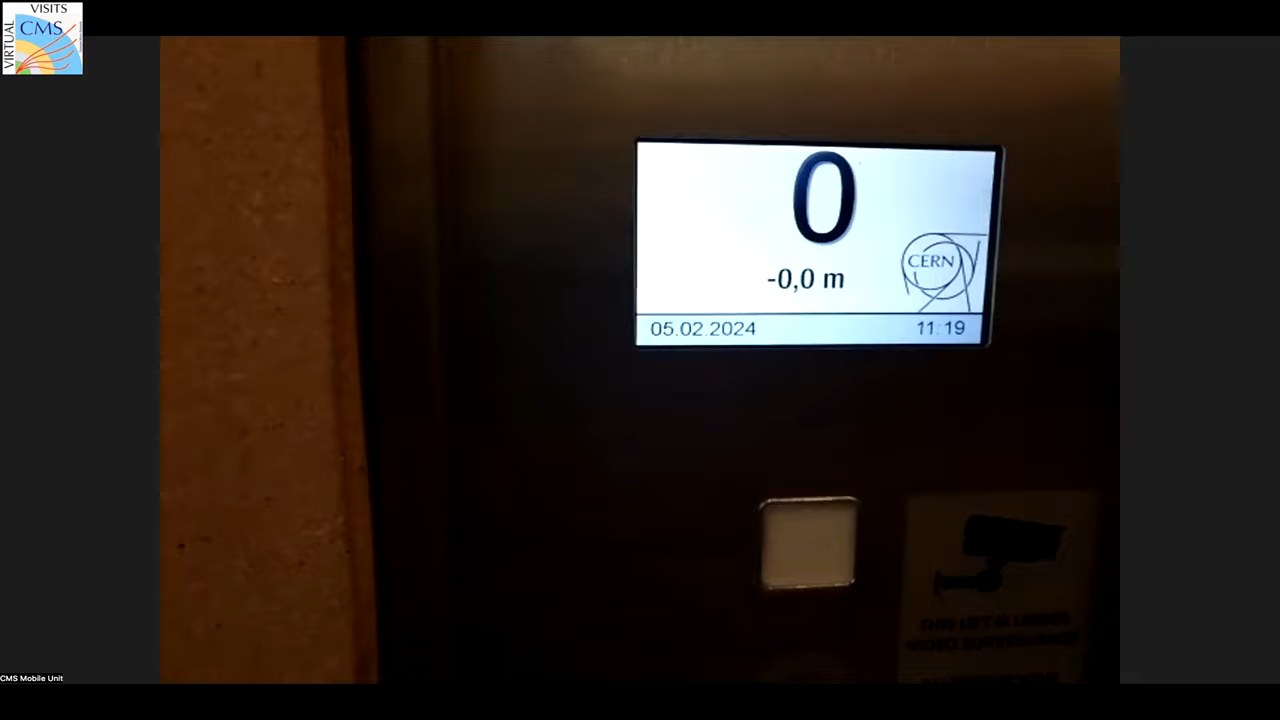 VISITS
VIRTUAL
CMS
0
-0,0 m
CERN
05.02.2024 11:19
THIS LIFT IS UNDER
VIDEO SURVEILLANCE
CMS Mobile Unit